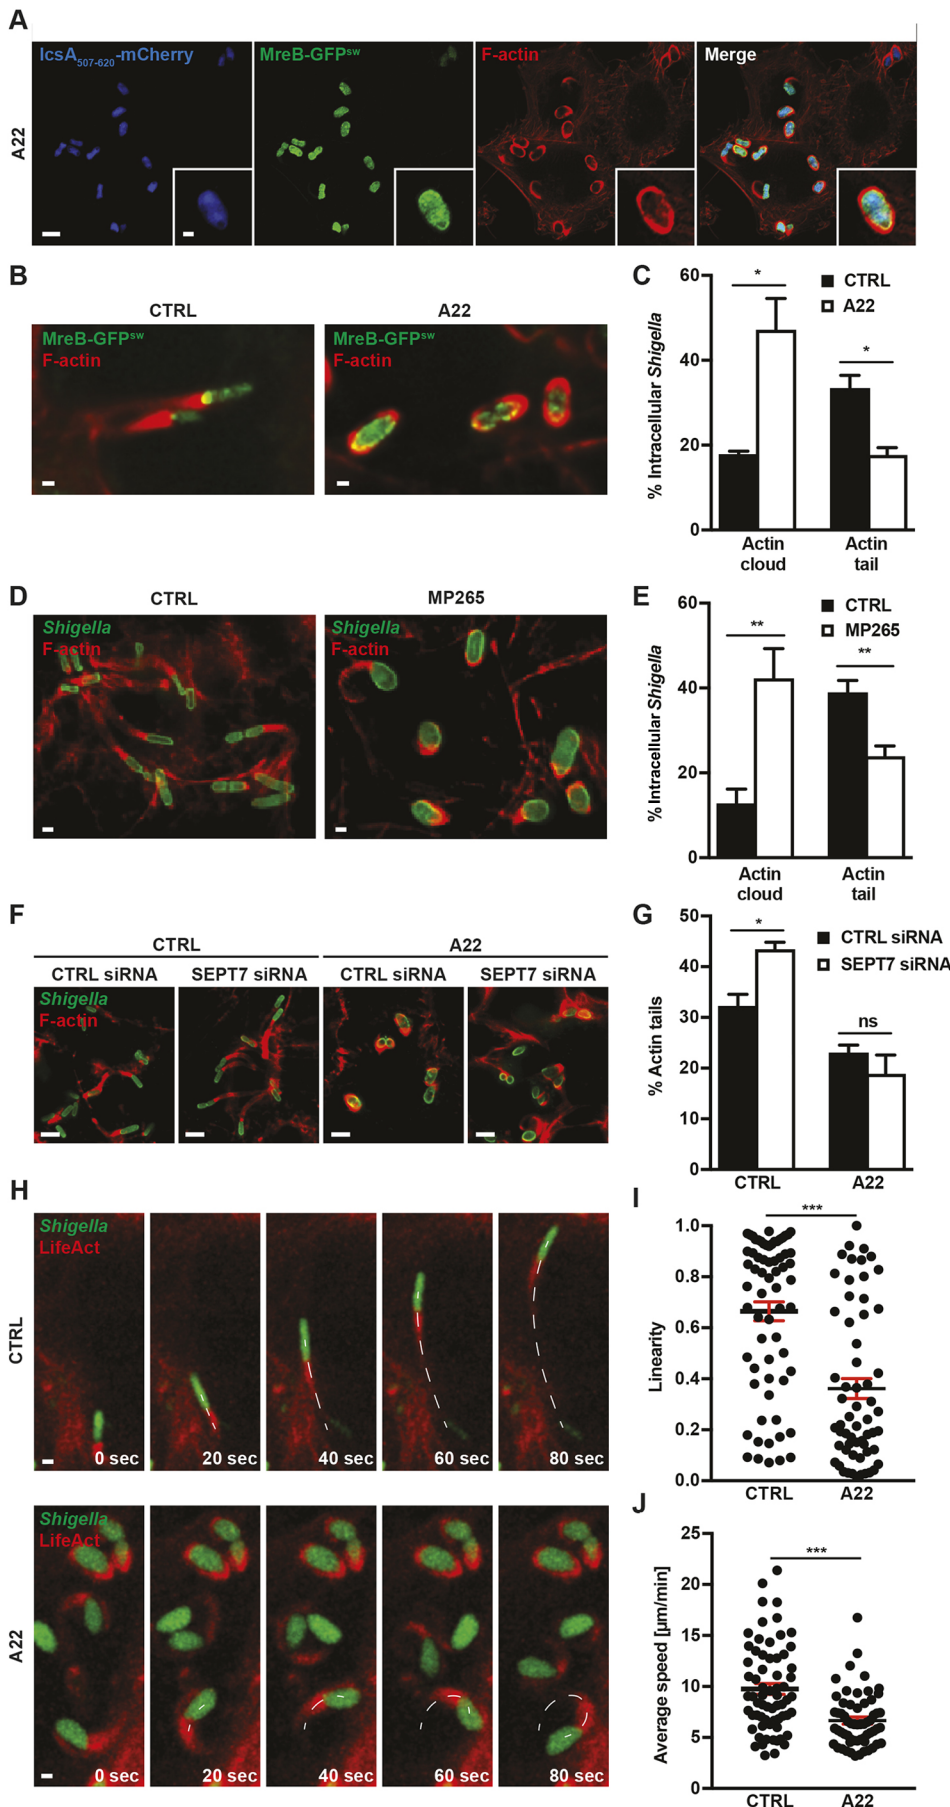 A
IcsA507-620-mCherry
MreB-GFPsw
F-actin
Merge
A22
B
CTRL
A22
MreB-GFPsw
F-actin
MreB-GFPsw
F-actin
C
60
40
20
0
% Intracellular Shigella
*
*
CTRL
A22
Actin
cloud
Actin
tail
D
CTRL
MP265
Shigella
F-actin
Shigella
F-actin
E
60
40
20
0
% Intracellular Shigella
**
**
CTRL
MP265
Actin
cloud
Actin
tail
F
CTRL
A22
CTRL siRNA
SEPT7 siRNA
CTRL siRNA
SEPT7 siRNA
Shigella
F-actin
G
50
40
30
20
10
0
% Actin tails
*
ns
CTRL siRNA
SEPT7 siRNA
CTRL
A22
H
CTRL
Shigella
LifeAct
0 sec
20 sec
40 sec
60 sec
80 sec
A22
Shigella
LifeAct
0 sec
20 sec
40 sec
60 sec
80 sec
I
***
1.0
0.8
0.6
0.4
0.2
0.0
Linearity
CTRL
A22
J
***
25
20
15
10
5
0
Average speed [µm/min]
CTRL
A22